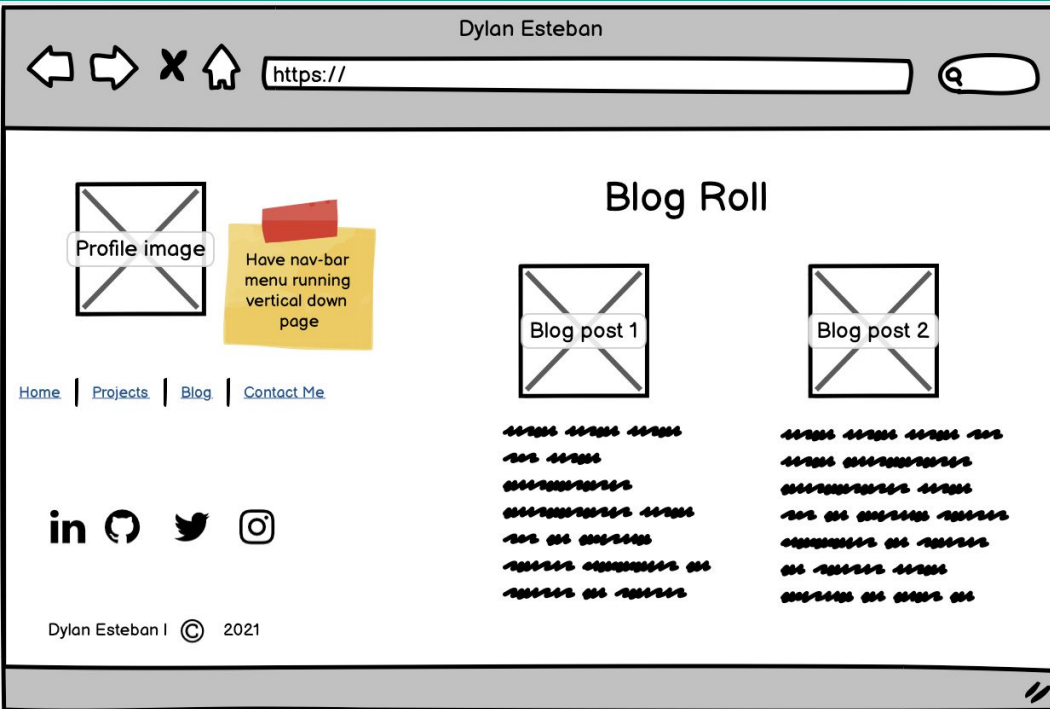 Dylan Esteban
https://
Profile image
Have nav-bar
menu running
vertical down
page
Home | Projects | Blog | Contact Me
in
Dylan Esteban | © 2021
Blog Roll
Blog post 1
Blog post 2